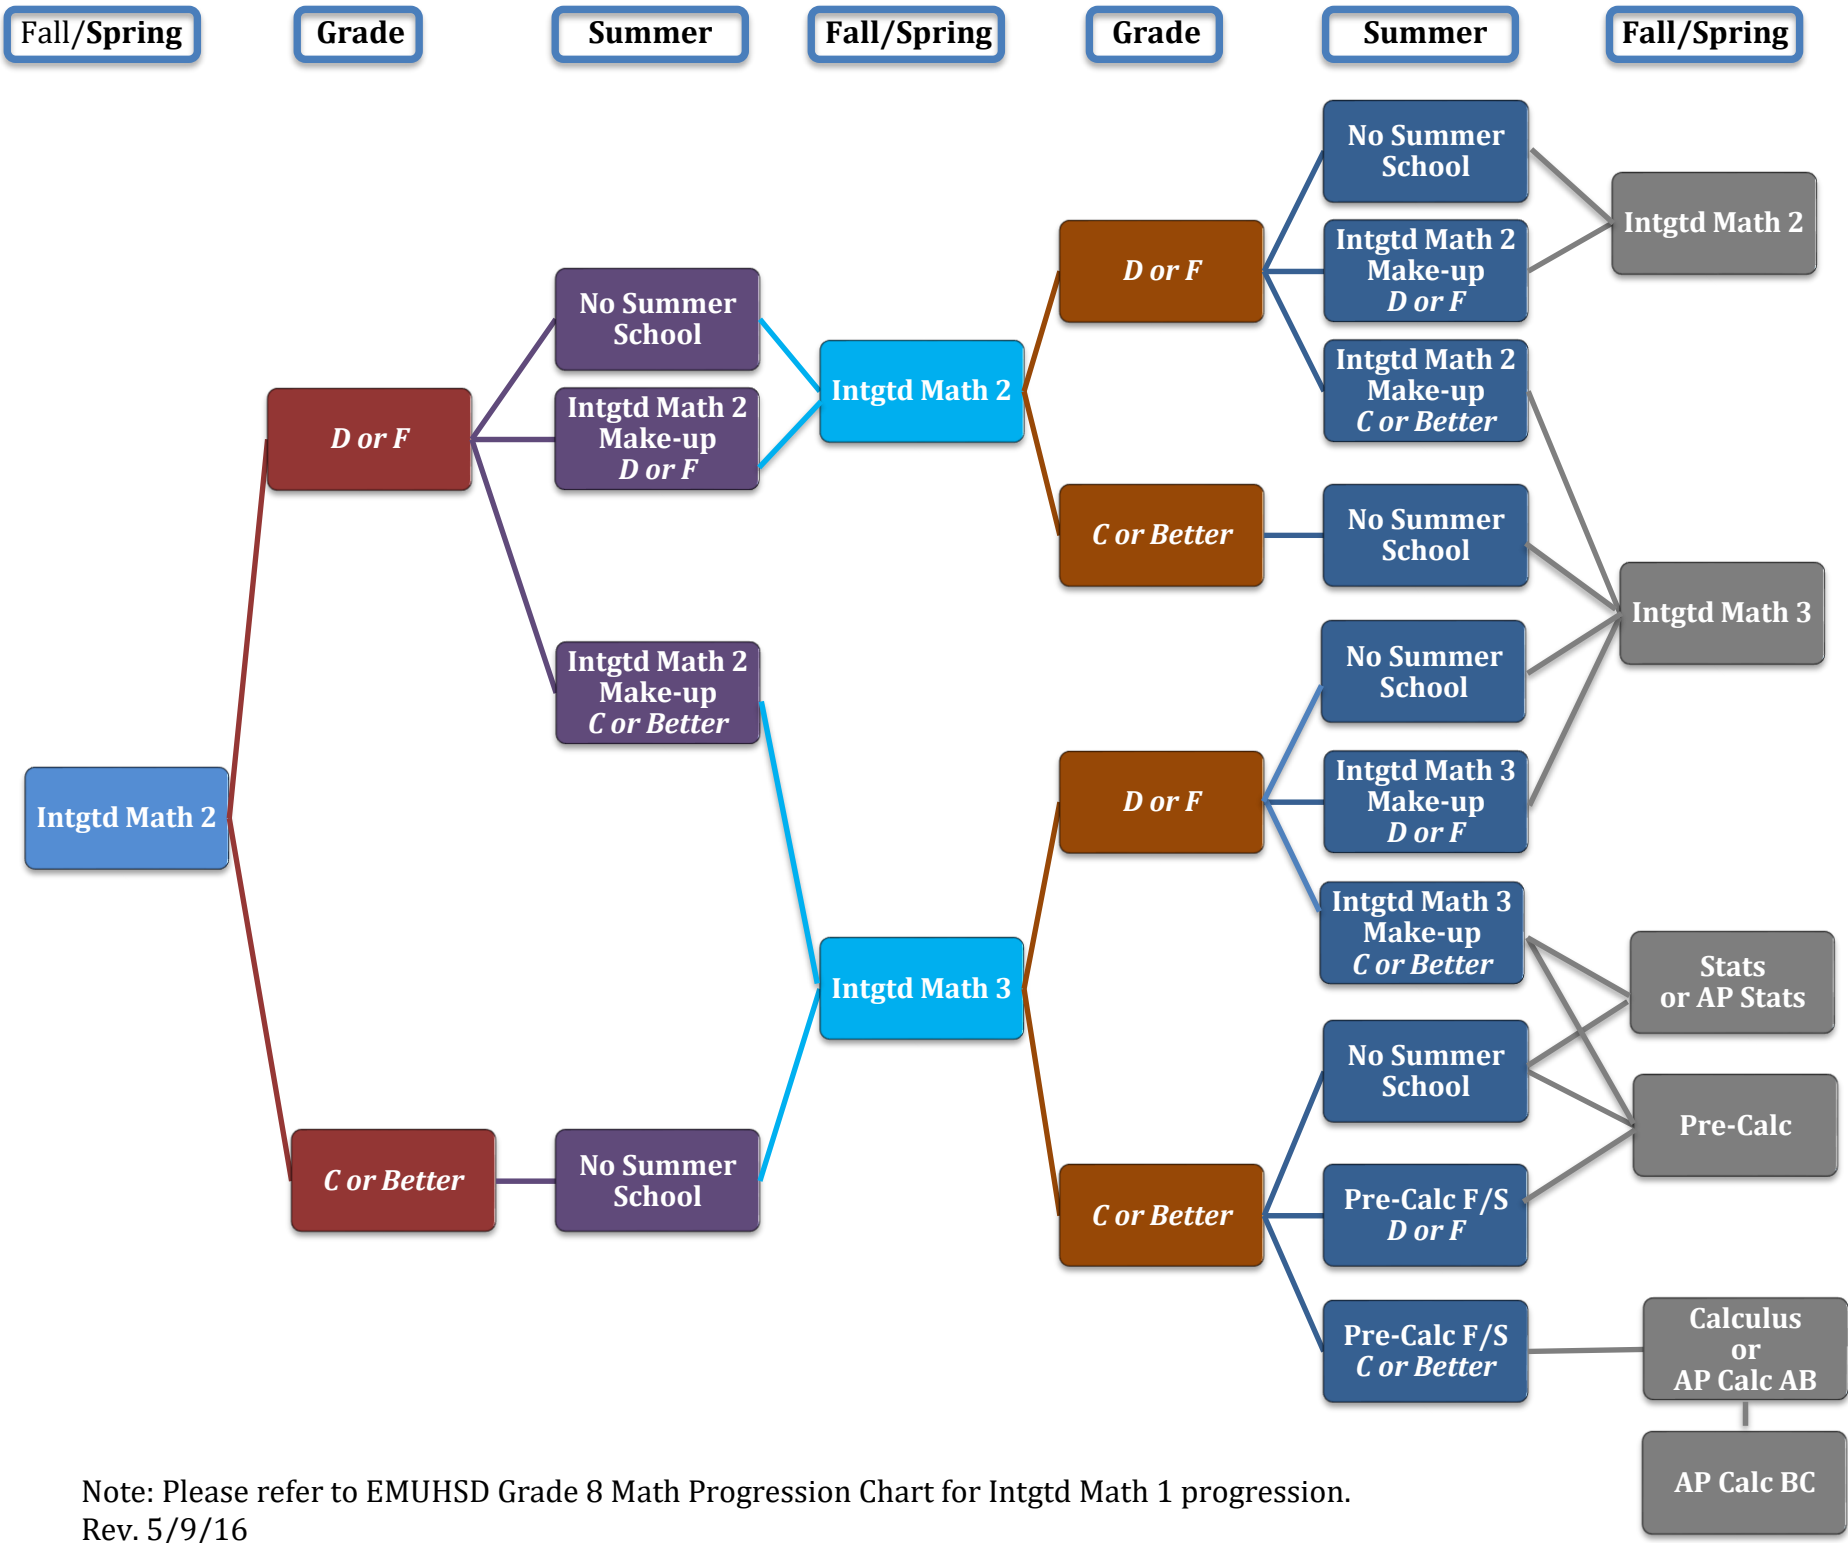 Fall/Spring
Grade
Summer
Fall/Spring
Grade
Summer
Fall/Spring
Intgtd Math 2
D or F
C or Better
No Summer
School
Intgtd Math 2
Make-up
D or F
Intgtd Math 2
Make-up
C or Better
No Summer
School
Intgtd Math 2
Intgtd Math 3
D or F
C or Better
D or F
C or Better
No Summer
School
Intgtd Math 2
Make-up
D or F
Intgtd Math 2
Make-up
C or Better
No Summer
School
No Summer
School
Intgtd Math 3
Make-up
D or F
Intgtd Math 3
Make-up
C or Better
No Summer
School
Pre-Calc F/S
D or F
Pre-Calc F/S
C or Better
Intgtd Math 2
Intgtd Math 3
Stats
or AP Stats
Pre-Calc
Calculus
or
AP Calc AB
AP Calc BC
Note: Please refer to EMUHSD Grade 8 Math Progression Chart for Intgtd Math 1 progression.
Rev. 5/9/16